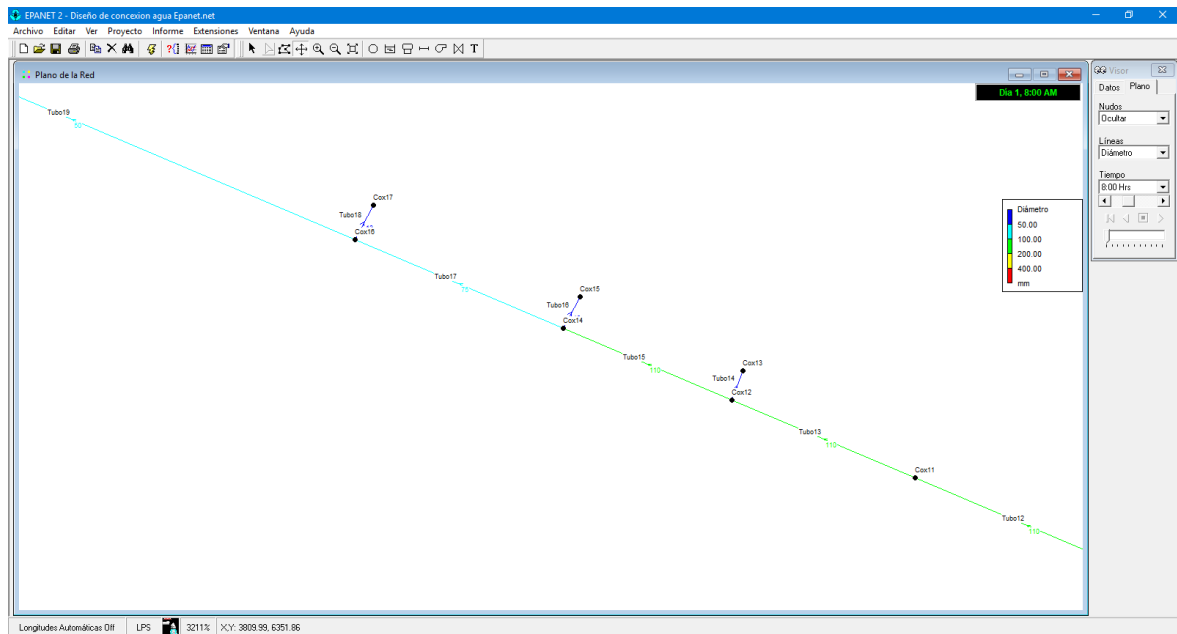 EPANET 2 - Diseño de concexion agua Epanet.net
Archivo Editar Ver Proyecto Informe Extensiones Ventana Ayuda
T
Plano de la Red
Visor
Datos Plano
Nudos
Ocultar
Líneas
Diámetro
Tiempo
8:00 Hrs
Dia 1, 8:00 AM
Tubo19
50
Cox17
Tubo18
Cox16
Tubo17
75
Cox15
Tubo16
Cox14
Tubo15
110
Cox13
Tubo14
Cox12
Tubo13
110
Cox11
Tubo12
110
Diámetro
50.00
100.00
200.00
400.00
mm
Longitudes Automáticas Off LPS 3211% X,Y: 3809.99, 6351.86